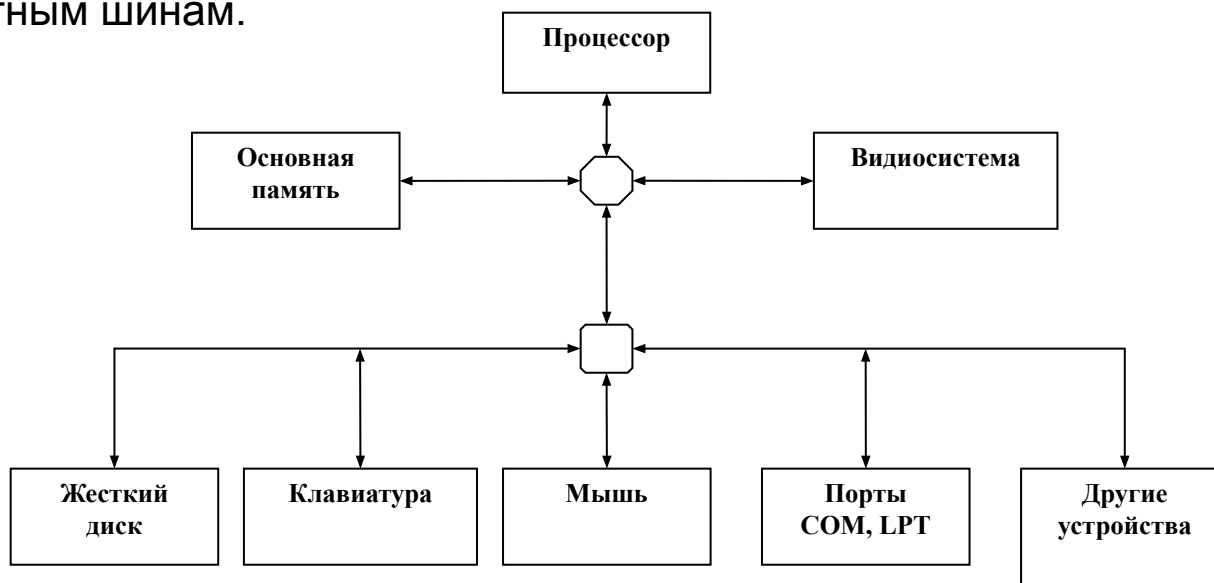 тным шинам.
Процессор
Основная
память
Видиосистема
Жесткий
диск
Клавиатура
Мышь
Порты
COM, LPT
Другие
устройства